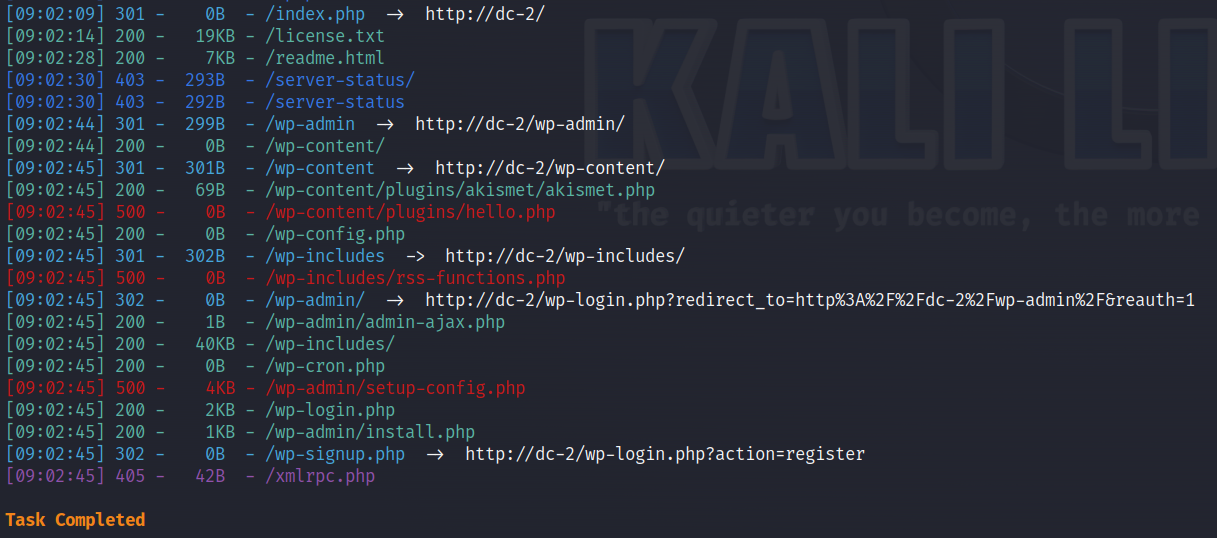 [09:02:09] 301 -    0B  - /index.php  ->  http://dc-2/
[09:02:14] 200 -   19KB - /license.txt
[09:02:28] 200 -    7KB - /readme.html
[09:02:30] 403 -  293B  - /server-status/
[09:02:30] 403 -  292B  - /server-status
[09:02:44] 301 -  299B  - /wp-admin  ->  http://dc-2/wp-admin/
[09:02:44] 200 -    0B  - /wp-content/
[09:02:45] 301 -  301B  - /wp-content  ->  http://dc-2/wp-content/
[09:02:45] 200 -   69B  - /wp-content/plugins/akismet/akismet.php
[09:02:45] 500 -    0B  - /wp-content/plugins/hello.php
[09:02:45] 200 -    0B  - /wp-config.php
[09:02:45] 301 -  302B  - /wp-includes  ->  http://dc-2/wp-includes/
[09:02:45] 500 -    0B  - /wp-includes/rss-functions.php
[09:02:45] 302 -    0B  - /wp-admin/  ->  http://dc-2/wp-login.php?redirect_to=http%3A%2F%2Fdc-2%2Fwp-admin%2F&reauth=1
[09:02:45] 200 -    1B  - /wp-admin/admin-ajax.php
[09:02:45] 200 -   40KB - /wp-includes/
[09:02:45] 200 -    0B  - /wp-cron.php
[09:02:45] 500 -    4KB - /wp-admin/setup-config.php
[09:02:45] 200 -    2KB - /wp-login.php
[09:02:45] 200 -    1KB - /wp-admin/install.php
[09:02:45] 302 -    0B  - /wp-signup.php  ->  http://dc-2/wp-login.php?action=register
[09:02:45] 405 -   42B  - /xmlrpc.php
Task Completed
KALI LI
"the quieter you become, the more